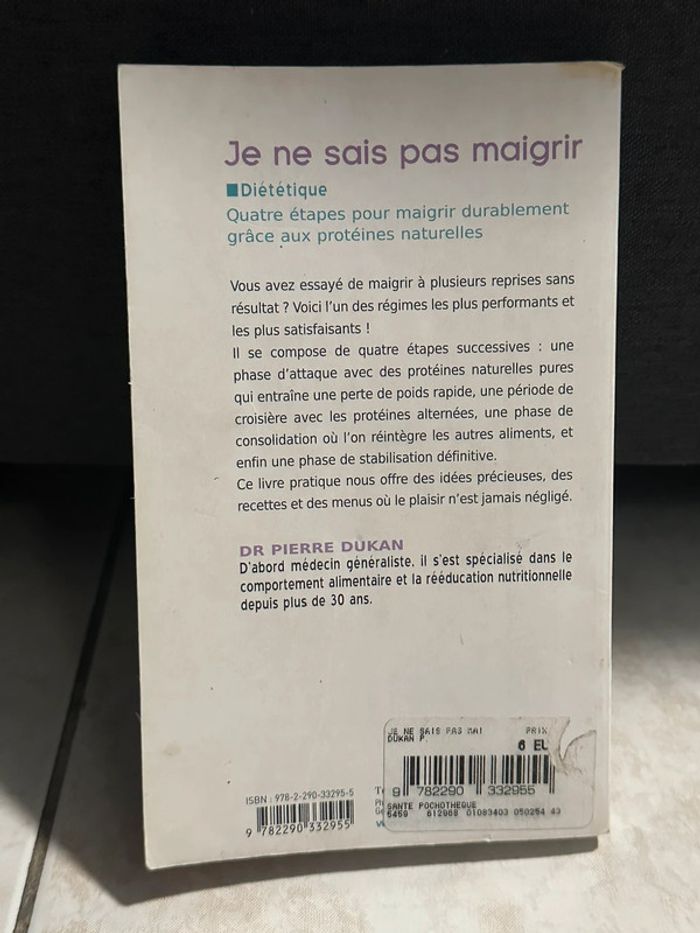 Je ne sais pas maigrir
Diététique
Quatre étapes pour maigrir durablement
grâce aux protéines naturelles
Vous avez essayé de maigrir à plusieurs reprises sans
résultat ? Voici l'un des régimes les plus performants et
les plus satisfaisants !
Il se compose de quatre étapes successives : une
phase d'attaque avec des protéines naturelles pures
qui entraîne une perte de poids rapide, une période de
croisière avec les protéines alternées, une phase de
consolidation où l'on réintègre les autres aliments, et
enfin une phase de stabilisation définitive.
Ce livre pratique nous offre des idées précieuses, des
recettes et des menus où le plaisir n'est jamais négligé.
DR PIERRE DUKAN
D'abord médecin généraliste, il s'est spécialisé dans le
comportement alimentaire et la rééducation nutritionnelle
depuis plus de 30 ans.
JE NE SAIS PAS MAI PRIX
DUKAN P.
6 EU
9 782290 332955
SANTE POCHOTHEQUE
5459 612968 01083403 050254 43
ISBN : 978-2-290-33295-5
9 782290 332955